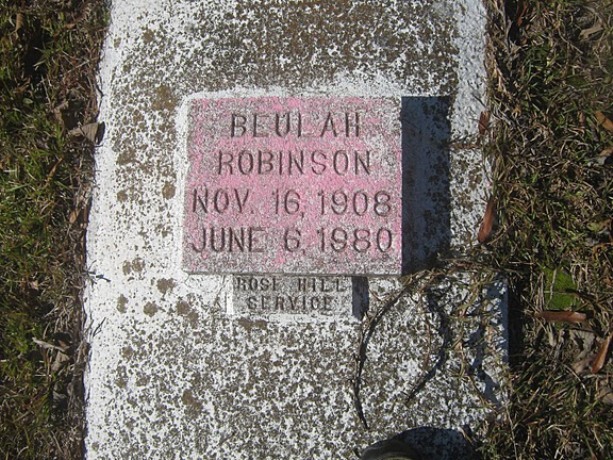 BEULAH
ROBINSON
NOV. 16, 1908
JUNE 6, 1980
ROSE HILL
SERVICE